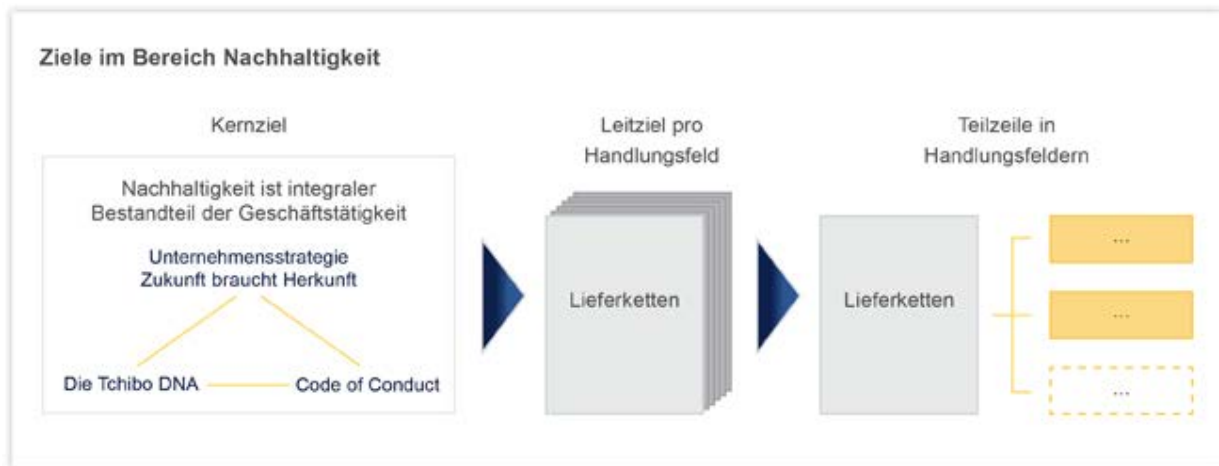 Ziele im Bereich Nachhaltigkeit
Kernziel
Nachhaltigkeit ist integraler
Bestandteil der Geschäftstätigkeit
Unternehmensstrategie
Zukunft braucht Herkunft
Die Tchibo DNA
Code of Conduct
Leitziel pro
Handlungsfeld
Lieferketten
Teilzeile in
Handlungsfeldern
Lieferketten
...
...
...